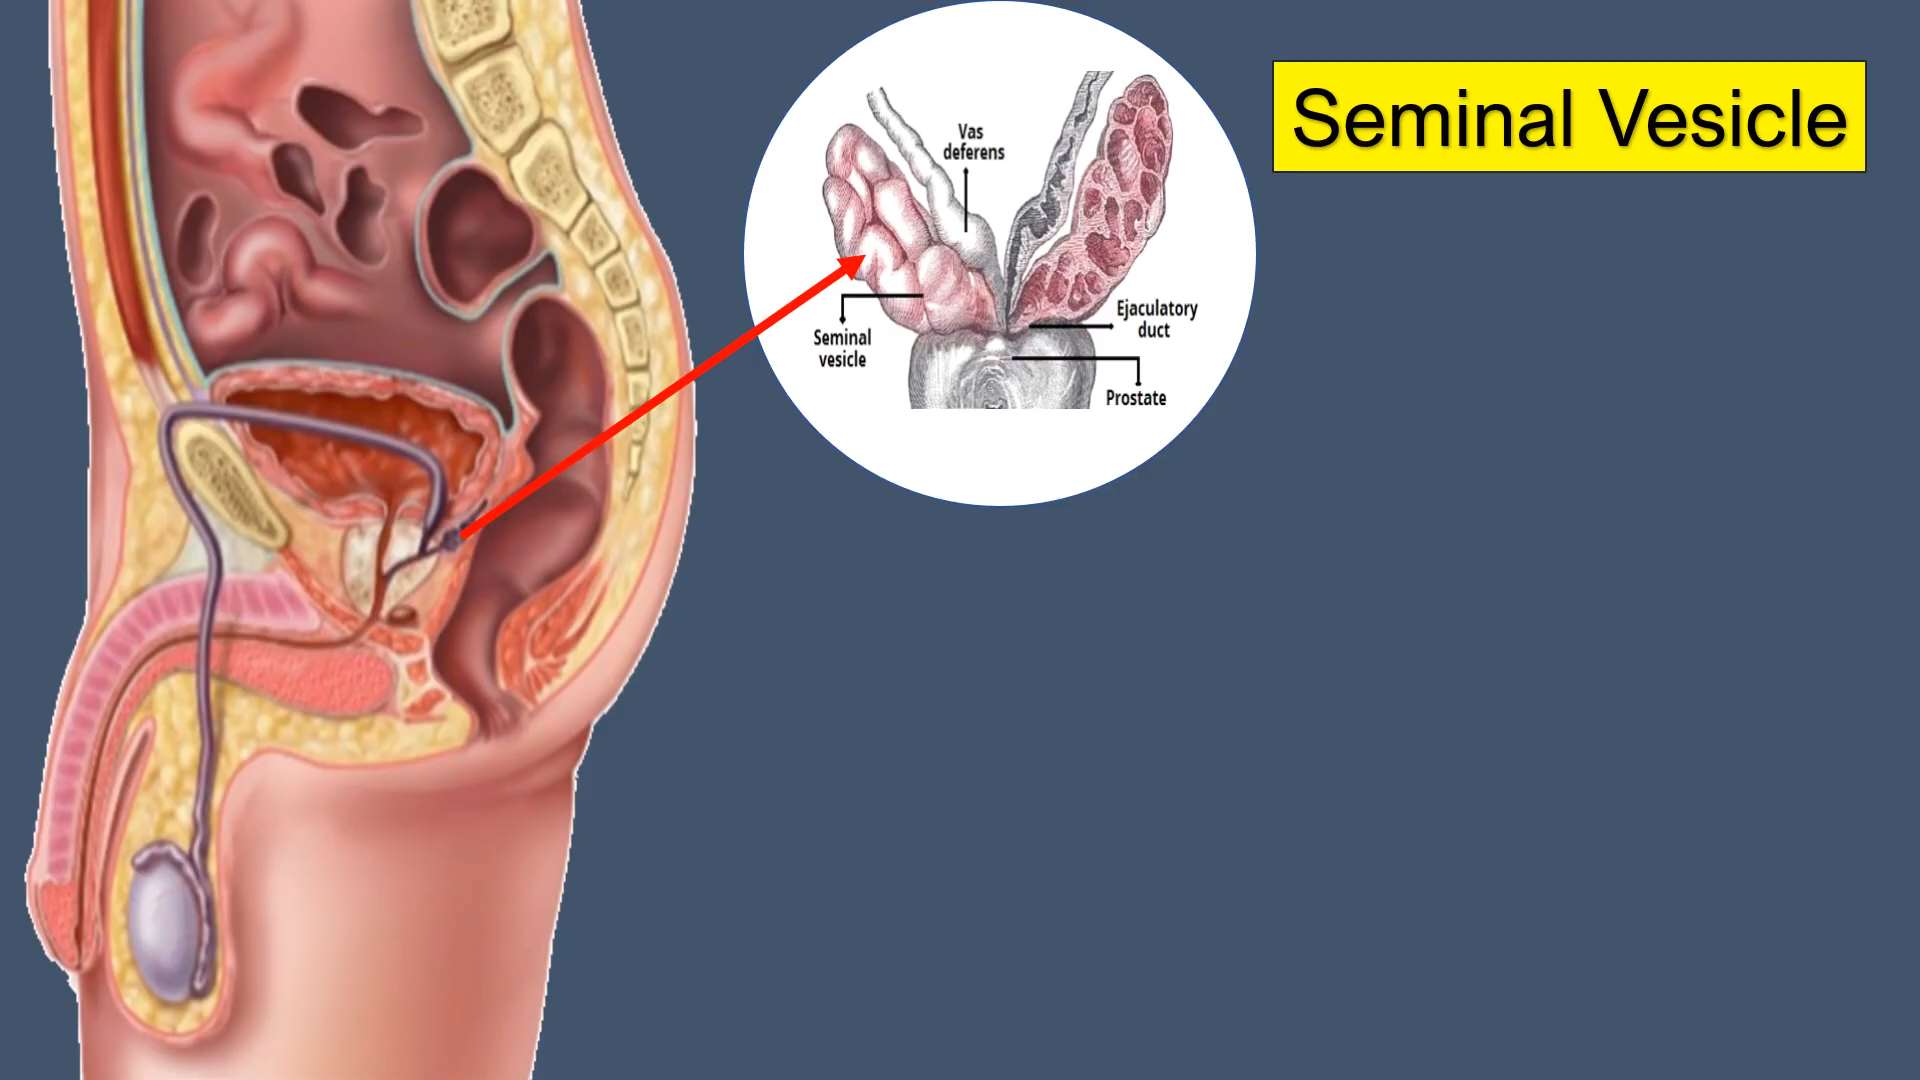 Seminal Vesicle
Vas
deferens
Seminal
vesicle
Ejaculatory
duct
Prostate